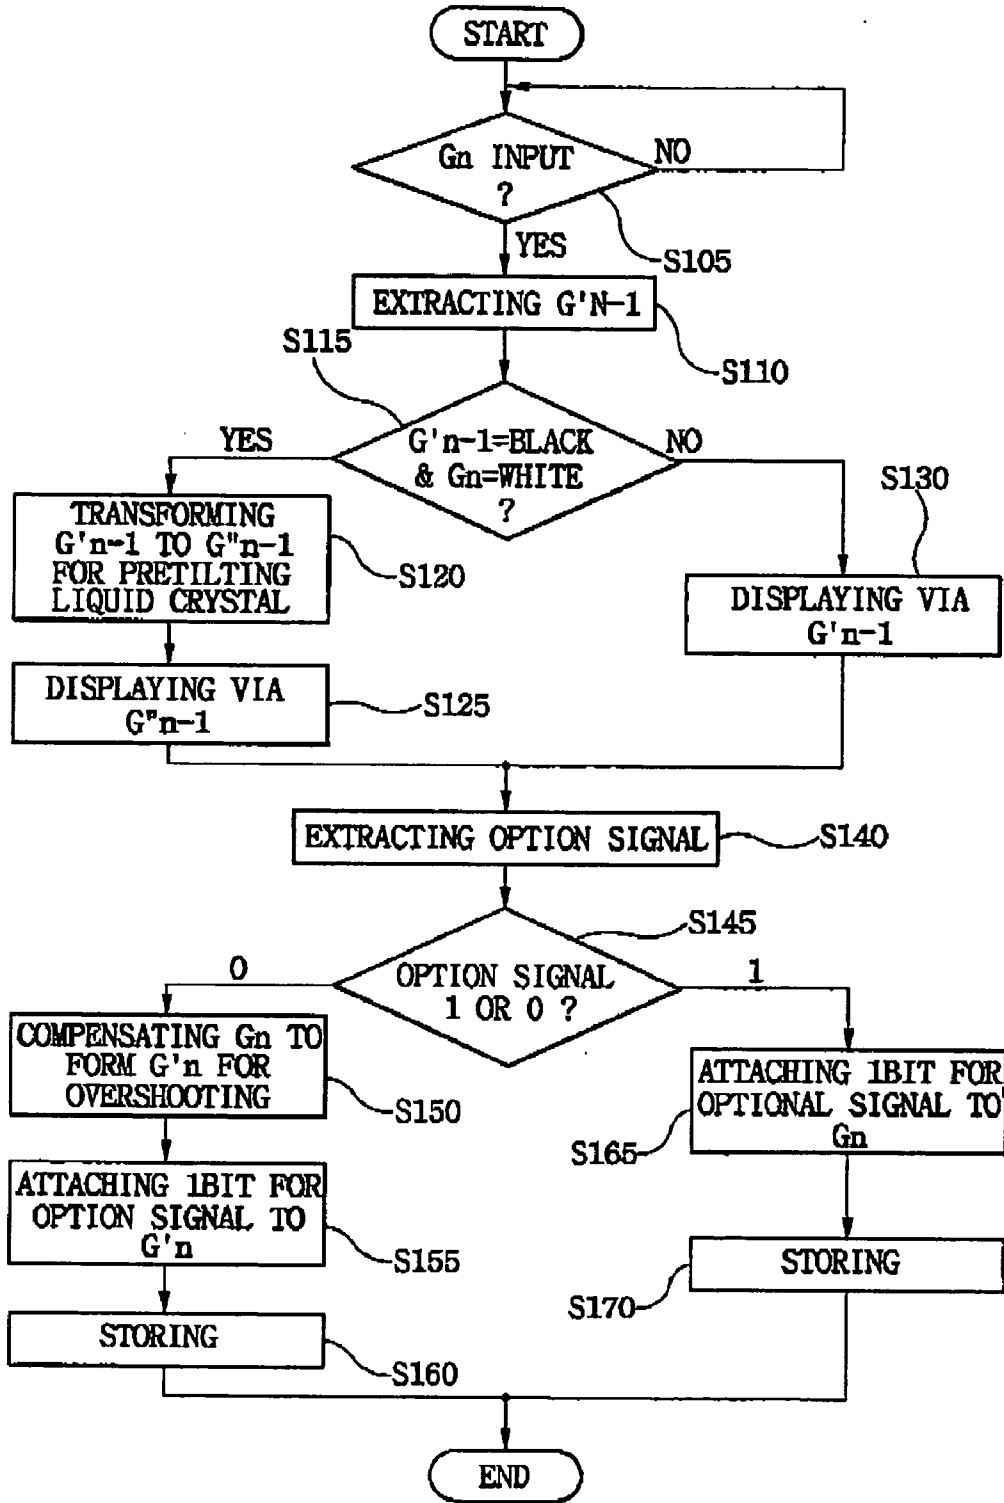 START
Gn INPUT
?
NO
YES
S105
EXTRACTING G'N-1
S110
S115
G'n-1=BLACK
& Gn=WHITE
?
YES
NO
TRANSFORMING
G'n-1 TO G"n-1
FOR PRETILTING
LIQUID CRYSTAL
S120
S130
DISPLAYING VIA
G'n-1
DISPLAYING VIA
G"n-1
S125
EXTRACTING OPTION SIGNAL
S140
S145
OPTION SIGNAL
1 OR 0 ?
0
1
COMPENSATING Gn TO
FORM G'n FOR
OVERSHOOTING
S150
ATTACHING 1BIT FOR
OPTIONAL SIGNAL TO
Gn
S165
ATTACHING 1BIT FOR
OPTION SIGNAL TO
G'n
S155
STORING
S170
STORING
S160
END